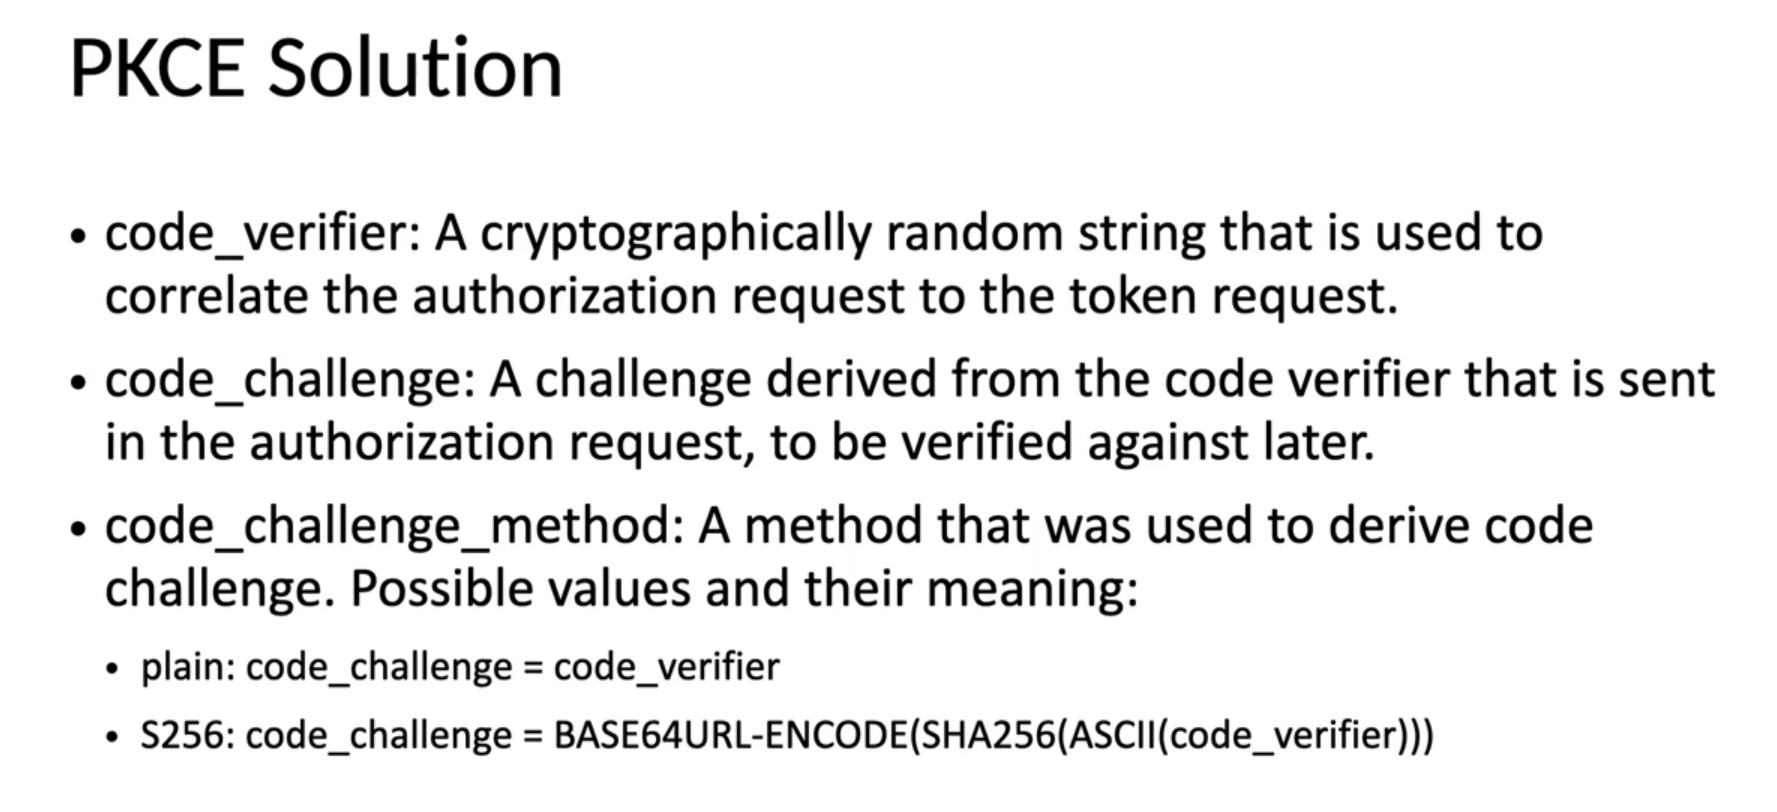 PKCE Solution
• code_verifier: A cryptographically random string that is used to
correlate the authorization request to the token request.
• code_challenge: A challenge derived from the code verifier that is sent
in the authorization request, to be verified against later.
• code_challenge_method: A method that was used to derive code
challenge. Possible values and their meaning:
• plain: code_challenge = code_verifier
• S256: code_challenge = BASE64URL-ENCODE(SHA256(ASCII(code_verifier)))